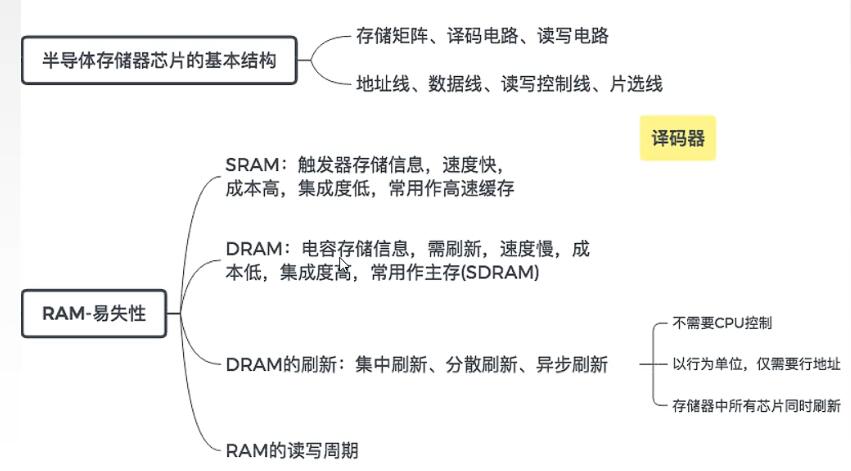 半导体存储器芯片的基本结构
存储矩阵、译码电路、读写电路
地址线、数据线、读写控制线、片选线
译码器
RAM-易失性
SRAM：触发器存储信息，速度快，
成本高，集成度低，常用作高速缓存
DRAM：电容存储信息，需刷新，速度慢，成
本低，集成度高，常用作主存(SDRAM)
DRAM的刷新：集中刷新、分散刷新、异步刷新
不需要CPU控制
以行为单位，仅需要行地址
存储器中所有芯片同时刷新
RAM的读写周期